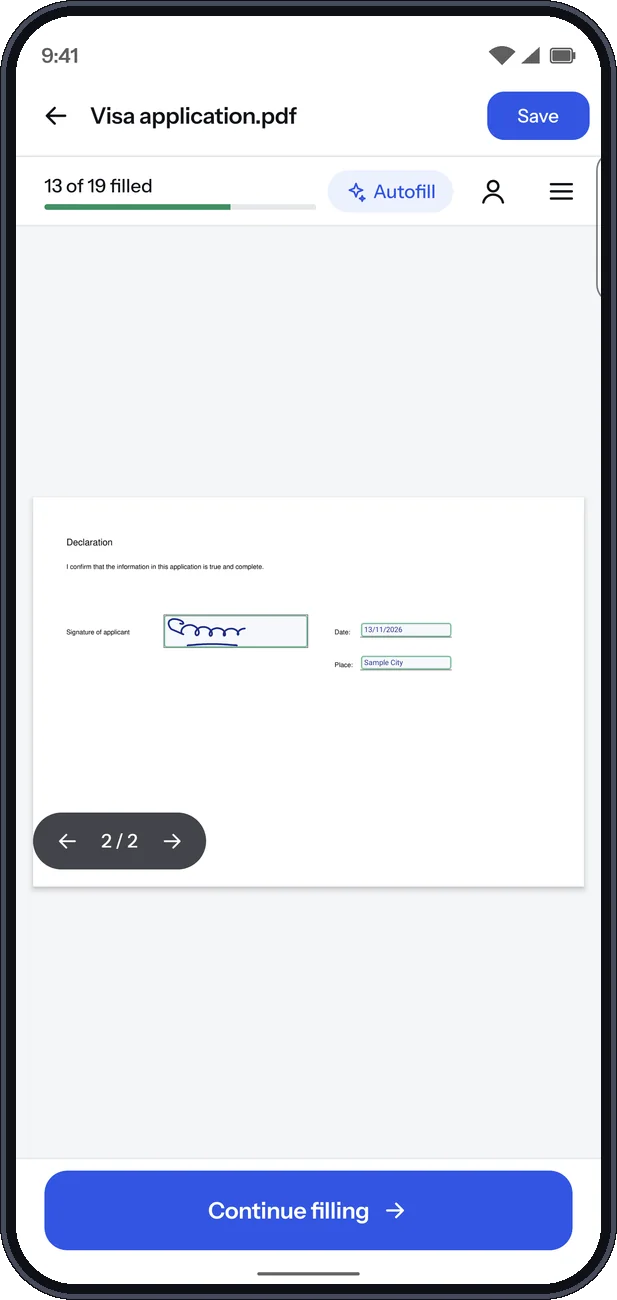 9:41
Visa application.pdf
Save
13 of 19 filled
Autofill
Declaration
I confirm that the information in this application is true and complete.
Signature of applicant
Date: 13/11/2026
Place: Sample City
2 / 2
Continue filling